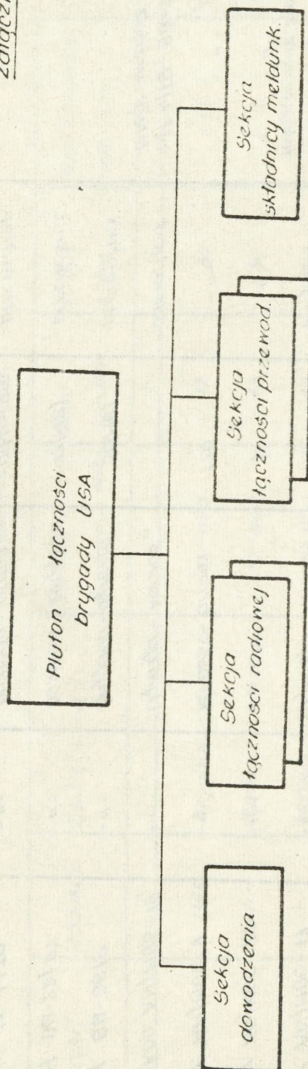 Pluton łączności
brygady USA
Sekcja
dowodzenia
Sekcja
łączności radiowej
Sekcja
łączności przewod.
Sekcja
składnicy meldunk.